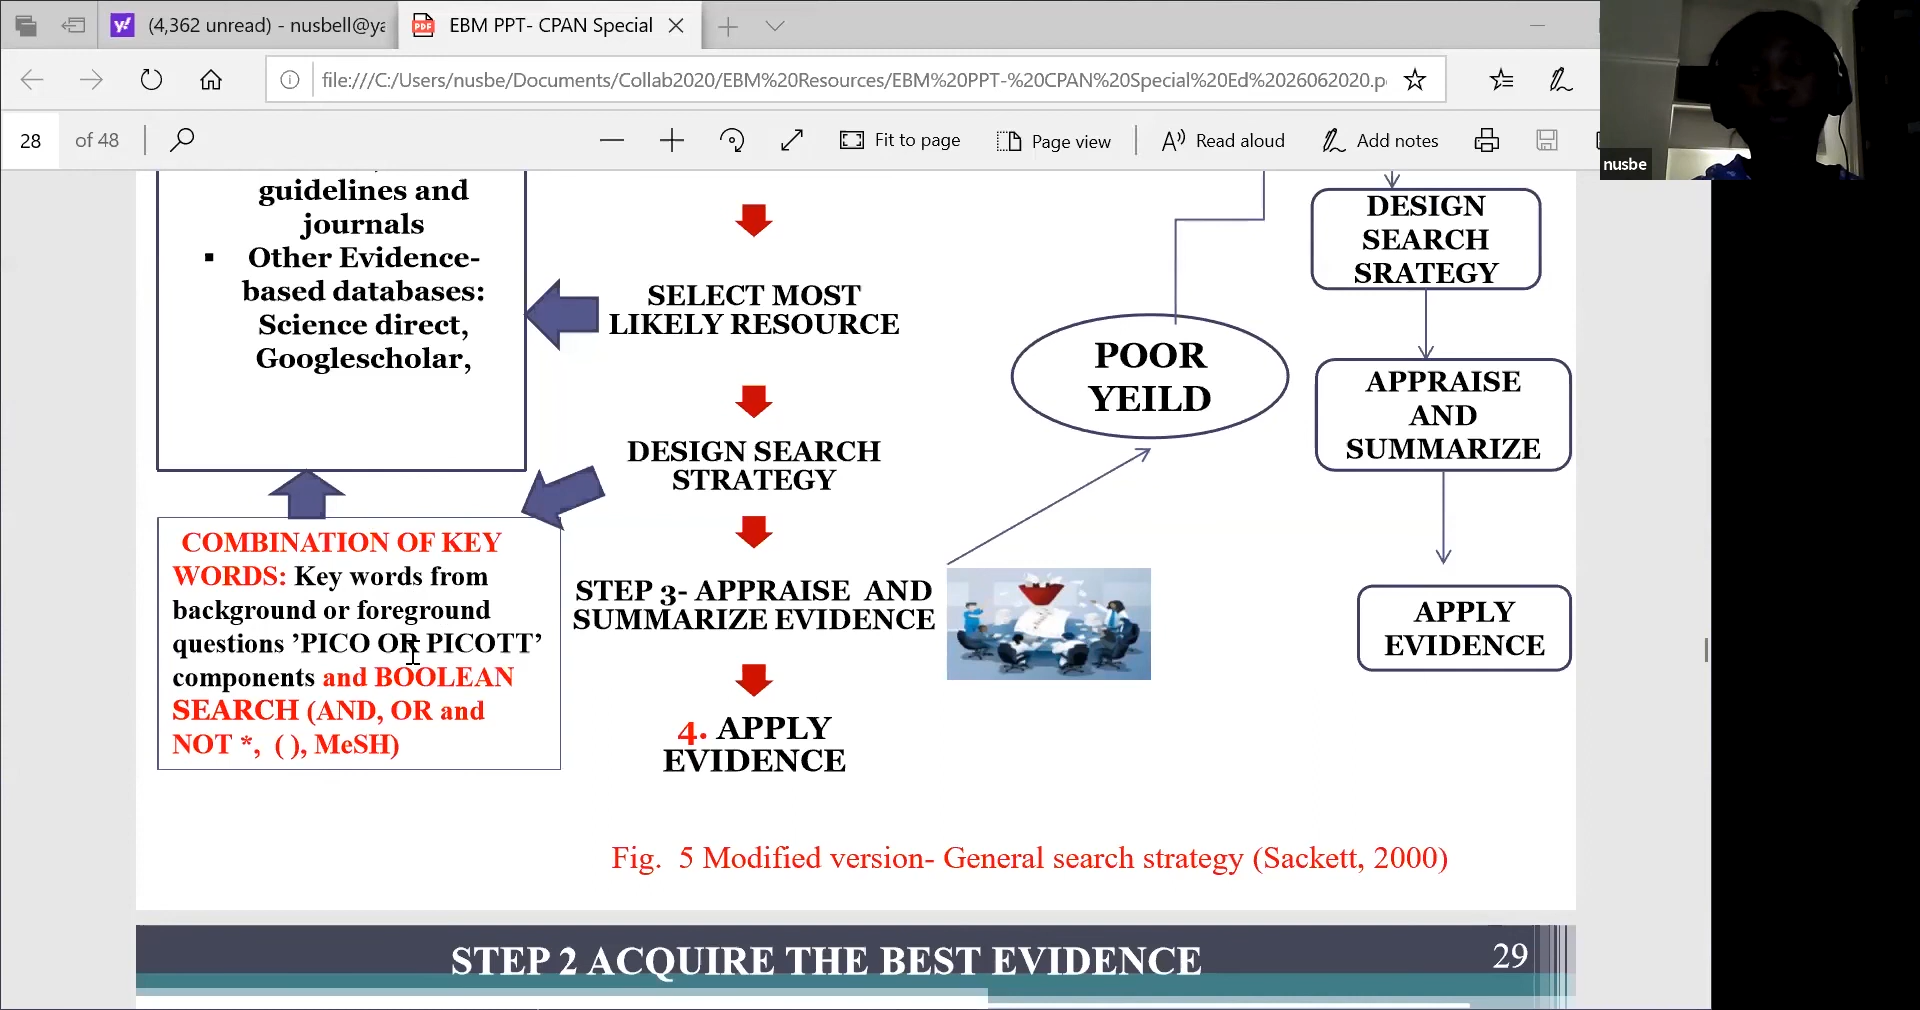 (4,362 unread) - nusbell@ya
EBM PPT- CPAN Special
file:///C:/Users/nusbe/Documents/Collab2020/EBM%20Resources/EBM%20PPT-%20CPAN%20Special%20Ed%2026062020.p
28 of 48
Fit to page
Page view
Read aloud
Add notes
nusbe
guidelines and
journals
▪ Other Evidence-
based databases:
Science direct,
Googlescholar,
COMBINATION OF KEY
WORDS: Key words from
background or foreground
questions ’PICO OR PICOTT’
components and BOOLEAN
SEARCH (AND, OR and
NOT *, ( ), MeSH)
SELECT MOST
LIKELY RESOURCE
DESIGN SEARCH
STRATEGY
STEP 3- APPRAISE AND
SUMMARIZE EVIDENCE
4. APPLY
EVIDENCE
POOR
YEILD
DESIGN
SEARCH
SRATEGY
APPRAISE
AND
SUMMARIZE
APPLY
EVIDENCE
Fig. 5 Modified version- General search strategy (Sackett, 2000)
STEP 2 ACQUIRE THE BEST EVIDENCE
29